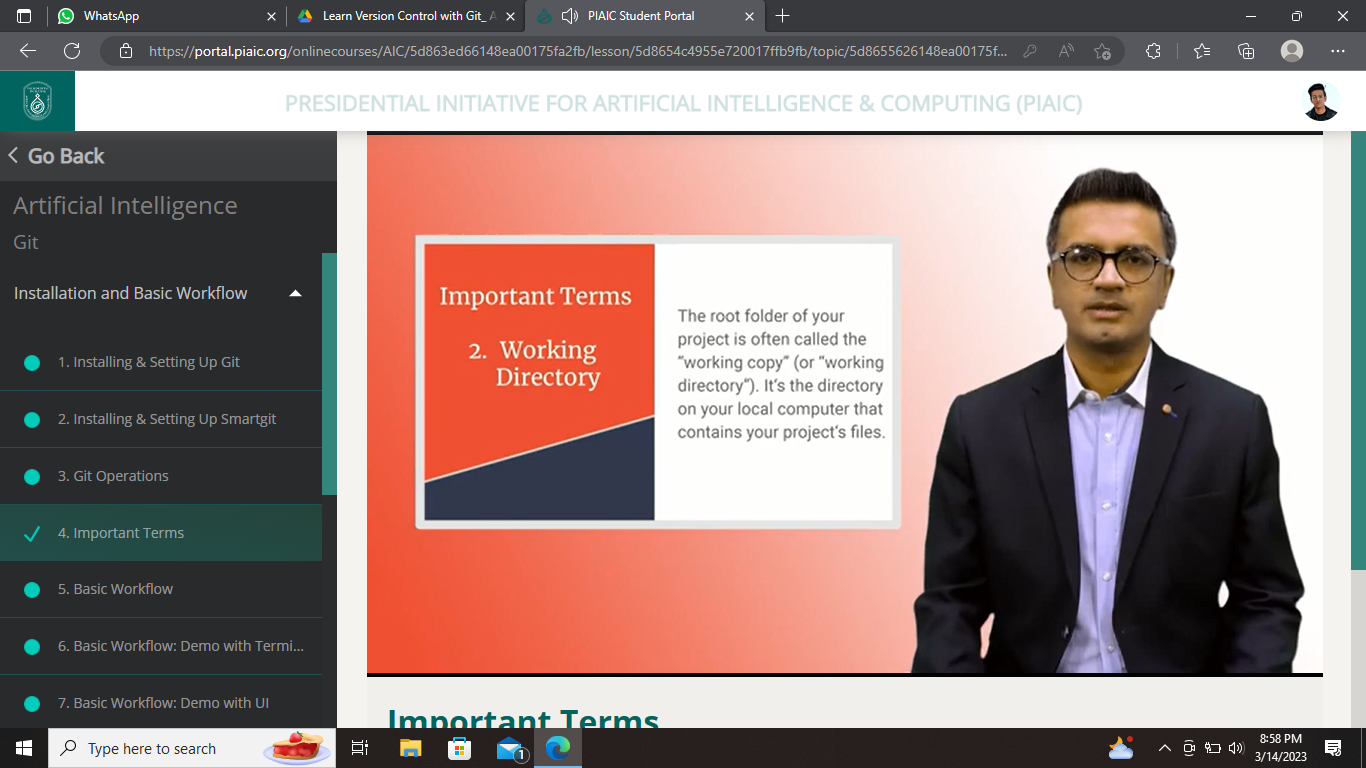 WhatsApp
Learn Version Control with Git_ A
PIAIC Student Portal
https://portal.piaic.org/onlinecourses/AIC/5d863ed66148ea00175fa2fb/lesson/5d8654c4955e720017ffb9fb/topic/5d8655626148ea00175f...
PRESIDENTIAL INITIATIVE FOR ARTIFICIAL INTELLIGENCE & COMPUTING (PIAIC)
Go Back
Artificial Intelligence
Git
Installation and Basic Workflow
1. Installing & Setting Up Git
2. Installing & Setting Up Smartgit
3. Git Operations
4. Important Terms
5. Basic Workflow
6. Basic Workflow: Demo with Termi...
7. Basic Workflow: Demo with UI
Important Terms
2. Working
Directory
The root folder of your
project is often called the
“working copy” (or “working
directory”). It’s the directory
on your local computer that
contains your project’s files.
Important Terms
Type here to search
1
8:58 PM
3/14/2023